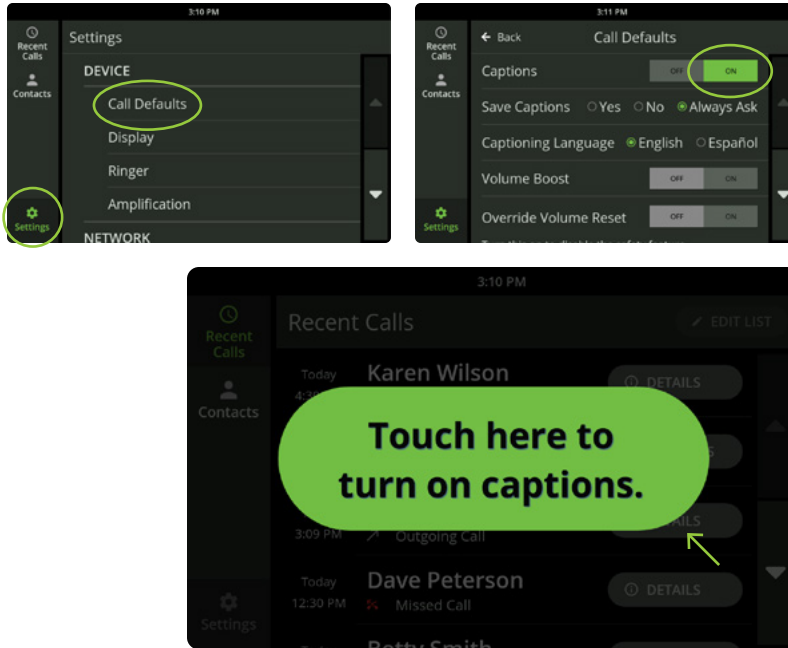 3:10 PM
Recent
Calls
Contacts
Settings
Settings
DEVICE
Call Defaults
Display
Ringer
Amplification
NETWORK
3:11 PM
Recent
Calls
Contacts
Settings
Back Call Defaults
Captions OFF ON
Save Captions Yes No Always Ask
Captioning Language English Español
Volume Boost OFF ON
Override Volume Reset OFF ON
3:10 PM
Recent
Calls
Contacts
Settings
Recent Calls EDIT LIST
Today Karen Wilson
DETAILS
Touch here to
turn on captions.
3:09 PM Outgoing Call
Today Dave Peterson
12:30 PM Missed Call
DETAILS
Betty Smith